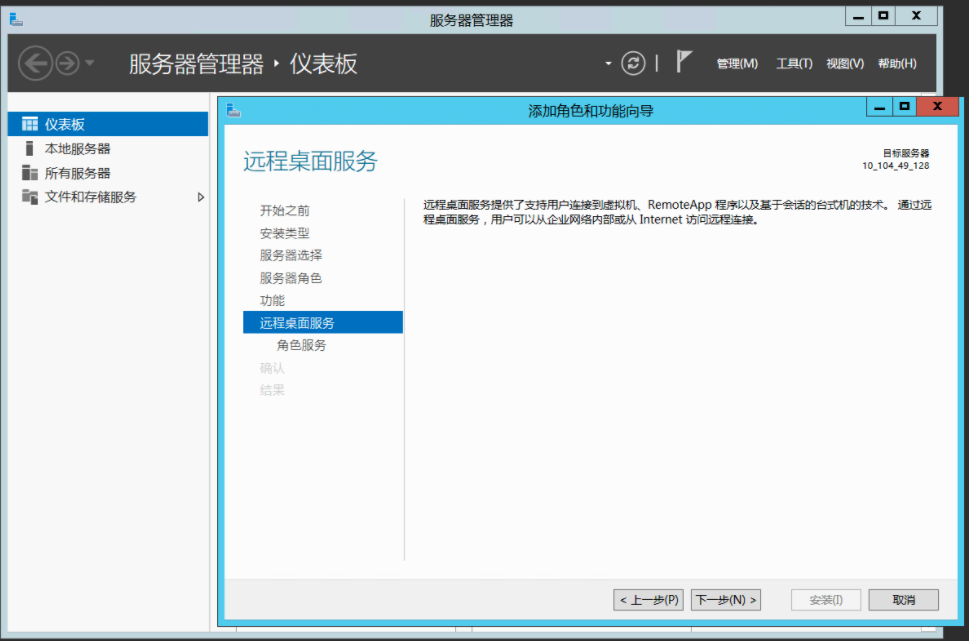 服务器管理器
服务器管理器 ‣ 仪表板
管理(M) 工具(T) 视图(V) 帮助(H)
仪表板
本地服务器
所有服务器
文件和存储服务
添加角色和功能向导
远程桌面服务
目标服务器
10_104_49_128
开始之前
安装类型
服务器选择
服务器角色
功能
远程桌面服务
角色服务
确认
结果
远程桌面服务提供了支持用户连接到虚拟机、RemoteApp 程序以及基于会话的台式机的技术。 通过远
程桌面服务，用户可以从企业网络内部或从 Internet 访问远程连接。
< 上一步(P) 下一步(N) > 安装(I) 取消